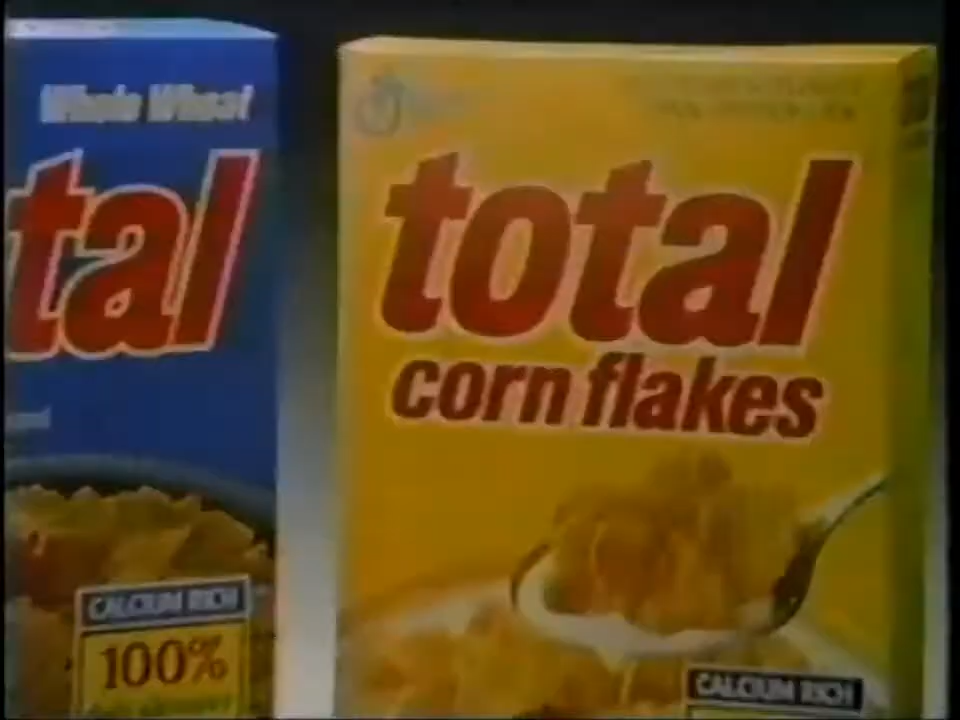 Whole Wheat
tal
CALCIUM RICH
100%
total
corn flakes
CALCIUM RICH